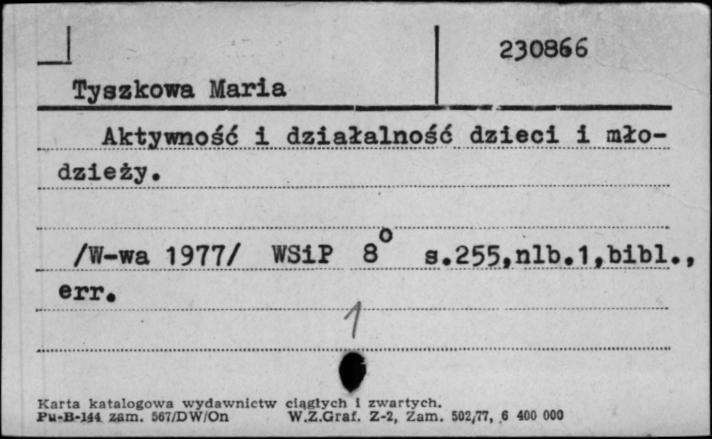 230866
Tyszkowa Maria
Aktywność i działalność dzieci i mło-
dzieży.
/W-wa 1977/ WSiP 8° s.255,nlb.1,bibl.,
err.
1
Karta katalogowa wydawnictw ciągłych i zwartych.
Pu-B-144 zam. 567/DW/On W.Z.Graf. Z-2, Zam. 502/77, 6 400 000